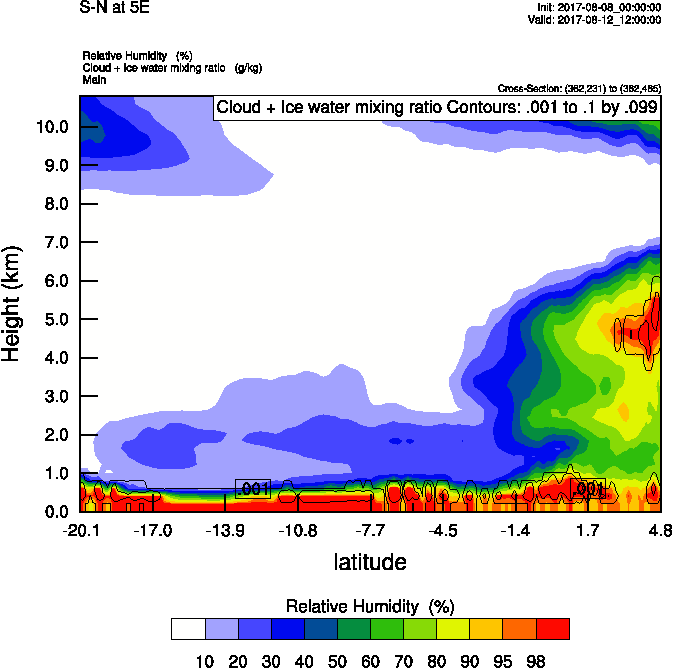 S-N at 5E
Init: 2017-08-08_00:00:00
Valid: 2017-08-12_12:00:00
Relative Humidity (%)
Cloud + Ice water mixing ratio (g/kg)
Main
Cross-Section: (362,231) to (362,485)
Cloud + Ice water mixing ratio Contours: .001 to .1 by .099
10.0
9.0
8.0
7.0
6.0
5.0
4.0
3.0
2.0
1.0
0.0
Height (km)
.001
.001
-20.1 -17.0 -13.9 -10.8 -7.7 -4.5 -1.4 1.7 4.8
latitude
Relative Humidity (%)
10 20 30 40 50 60 70 80 90 95 98